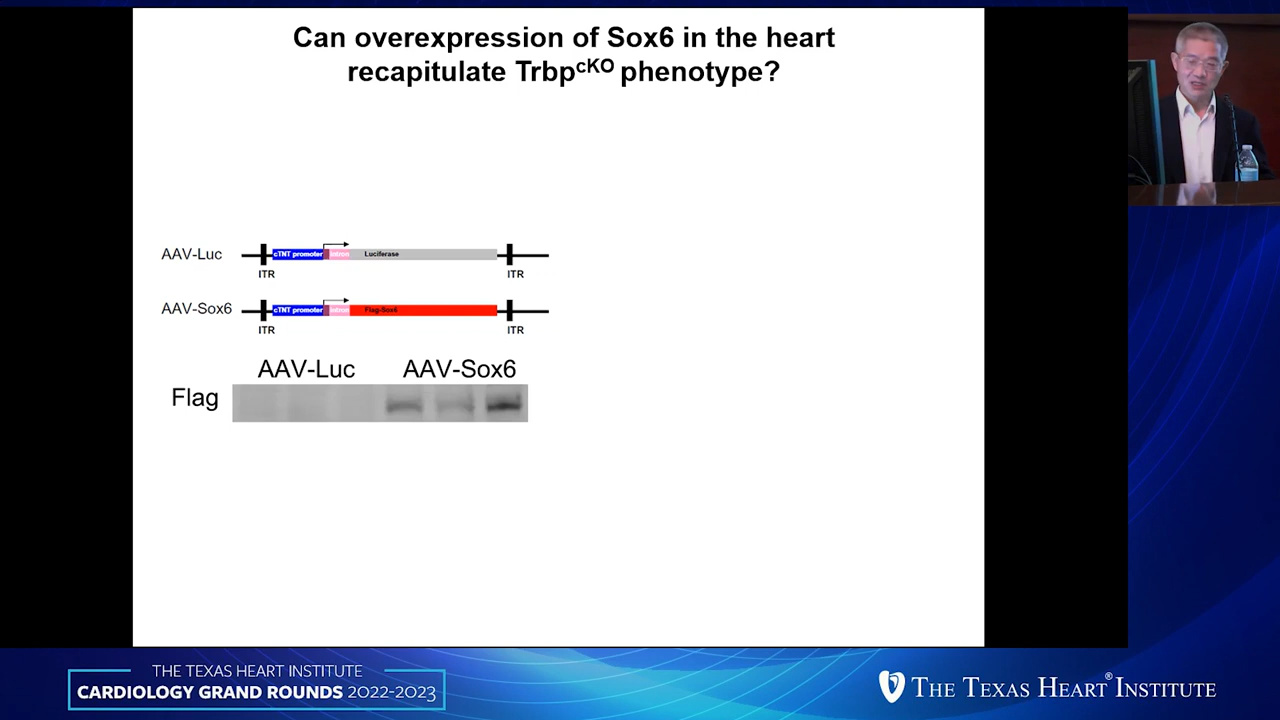 Can overexpression of Sox6 in the heart
recapitulate TrbpcKO phenotype?
AAV-Luc
cTNT promoter
Intron
Luciferase
ITR
ITR
AAV-Sox6
cTNT promoter
Intron
Flag-Sox6
ITR
ITR
AAV-Luc
AAV-Sox6
Flag
THE TEXAS HEART INSTITUTE
CARDIOLOGY GRAND ROUNDS 2022-2023
THE TEXAS HEART® INSTITUTE